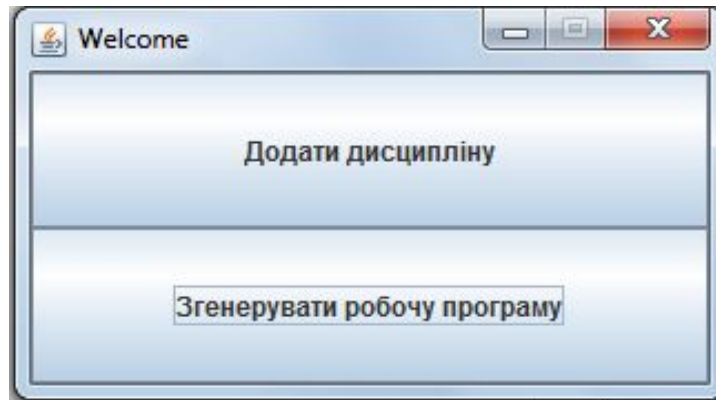 Welcome
Додати дисципліну
Згенерувати робочу програму